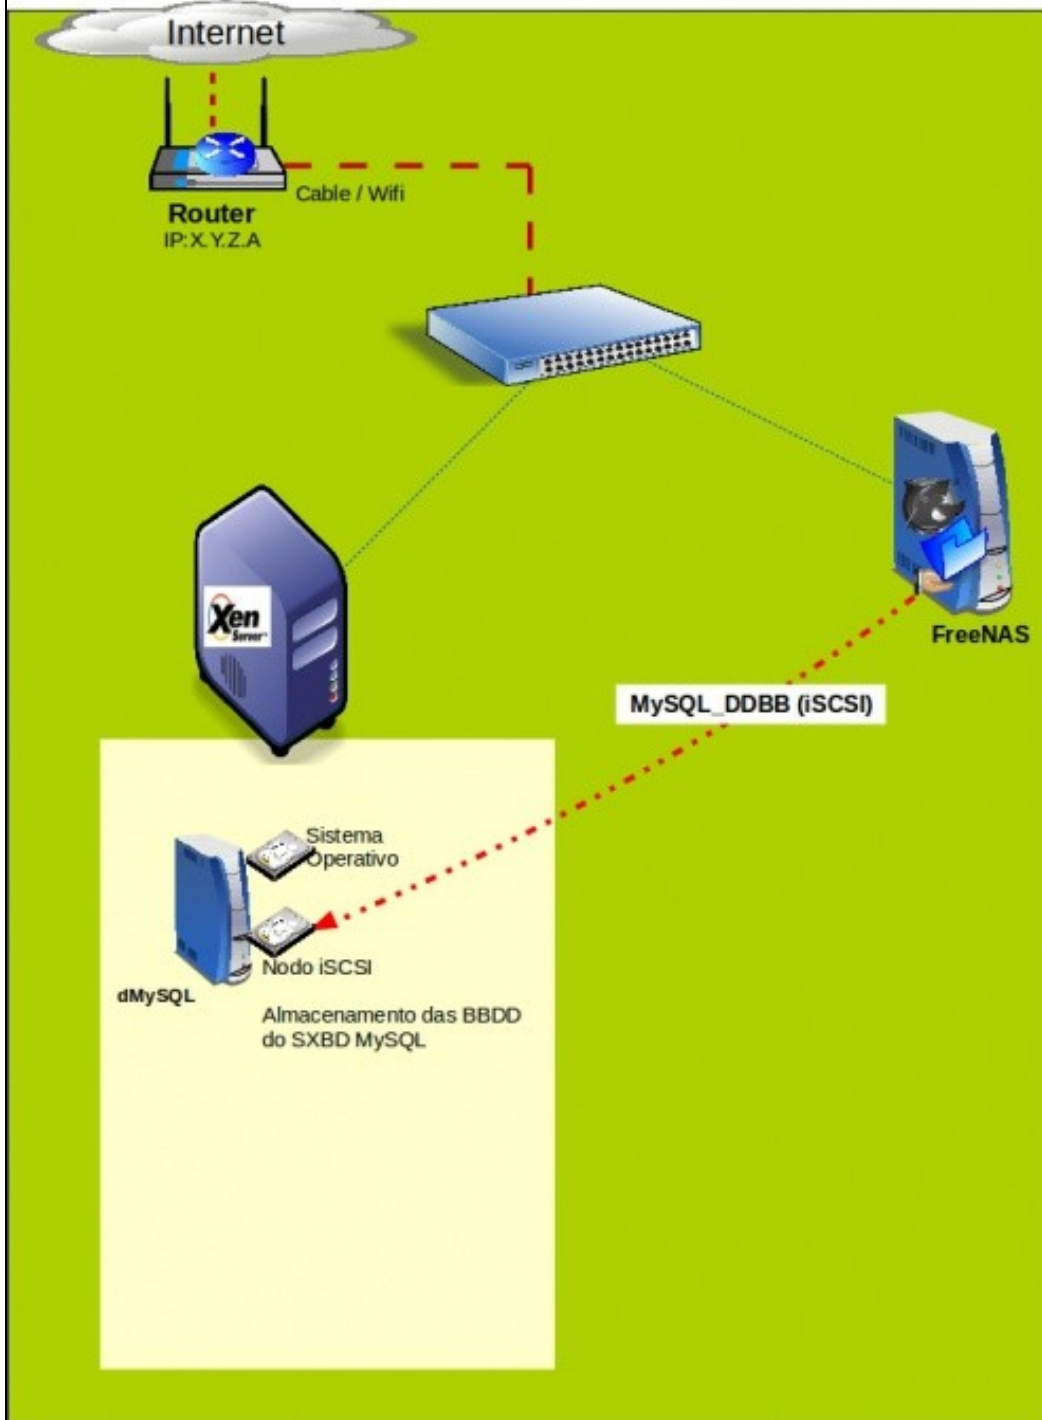 Internet
Cable / Wifi
Router
IP:X.Y.Z.A
Xen
Server
FreeNAS
MySQL_DDBB (iSCSI)
Sistema
Operativo
Nodo iSCSI
dMySQL
Almacenamento das BBDD
do SXBD MySQL